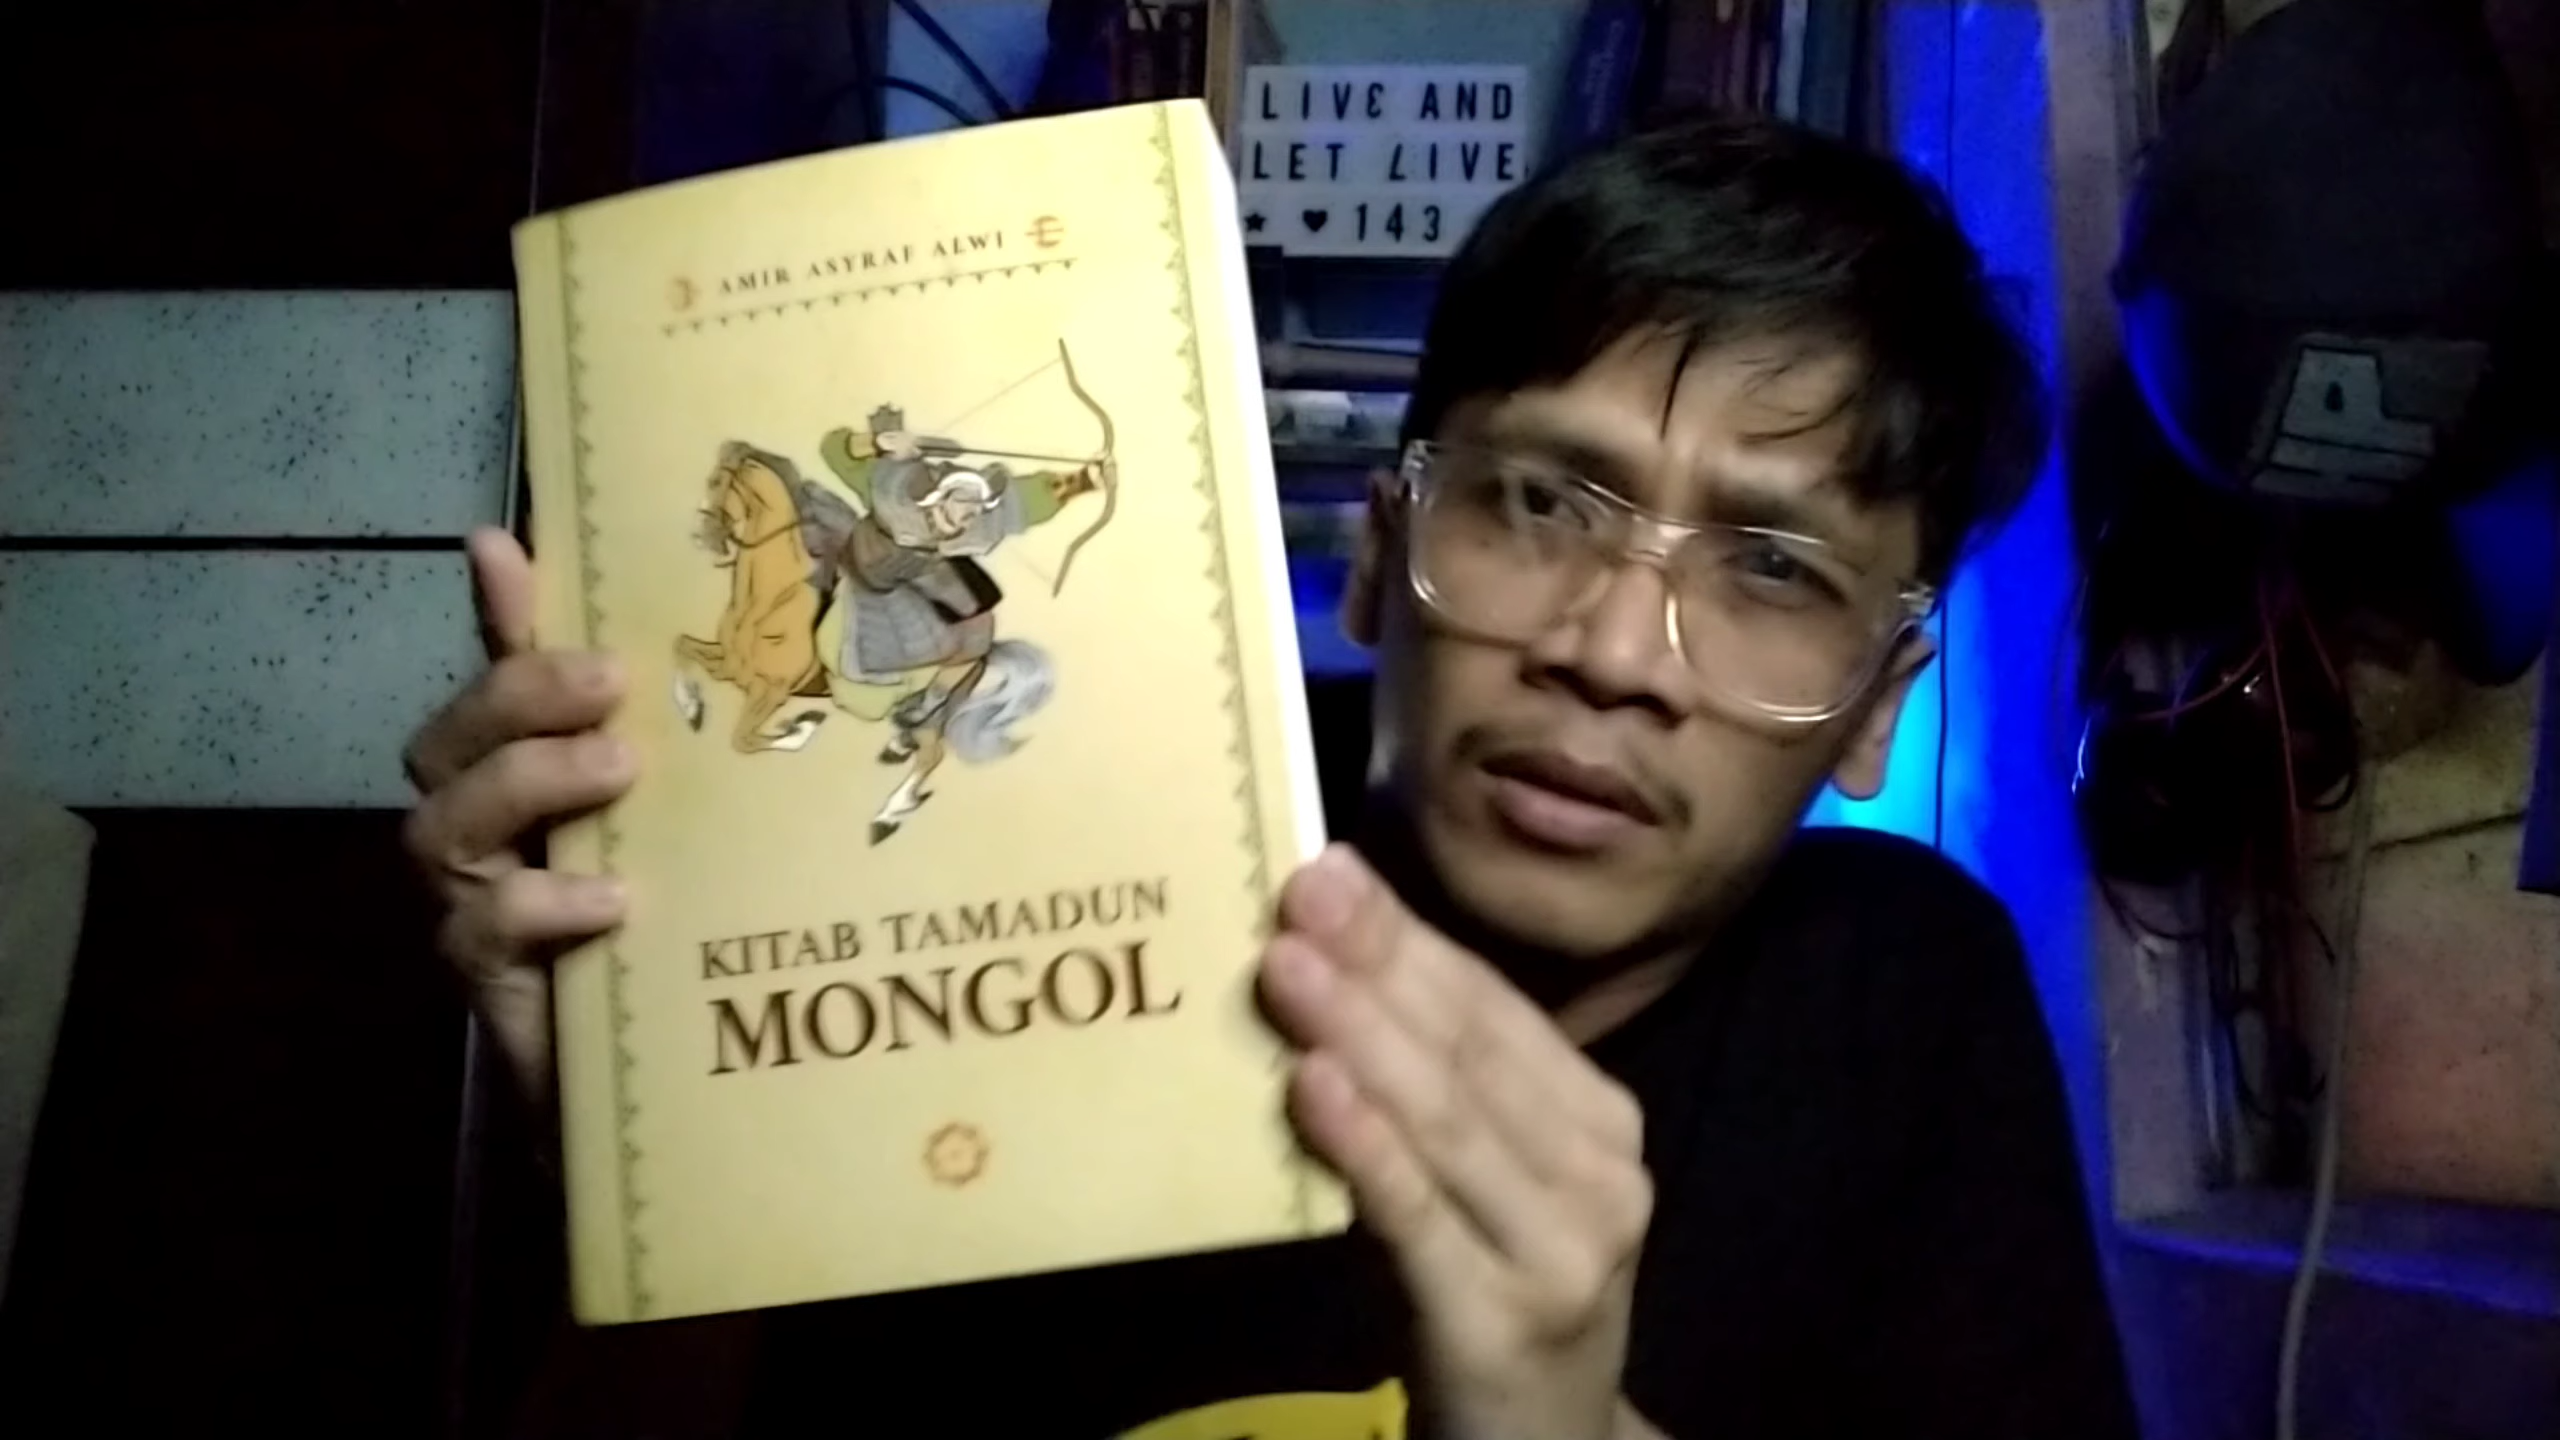 LIVE AND
LET LIVE.
★ ♥ 143
AMIR ASYRAF ALWI
KITAB TAMADUN
MONGOL